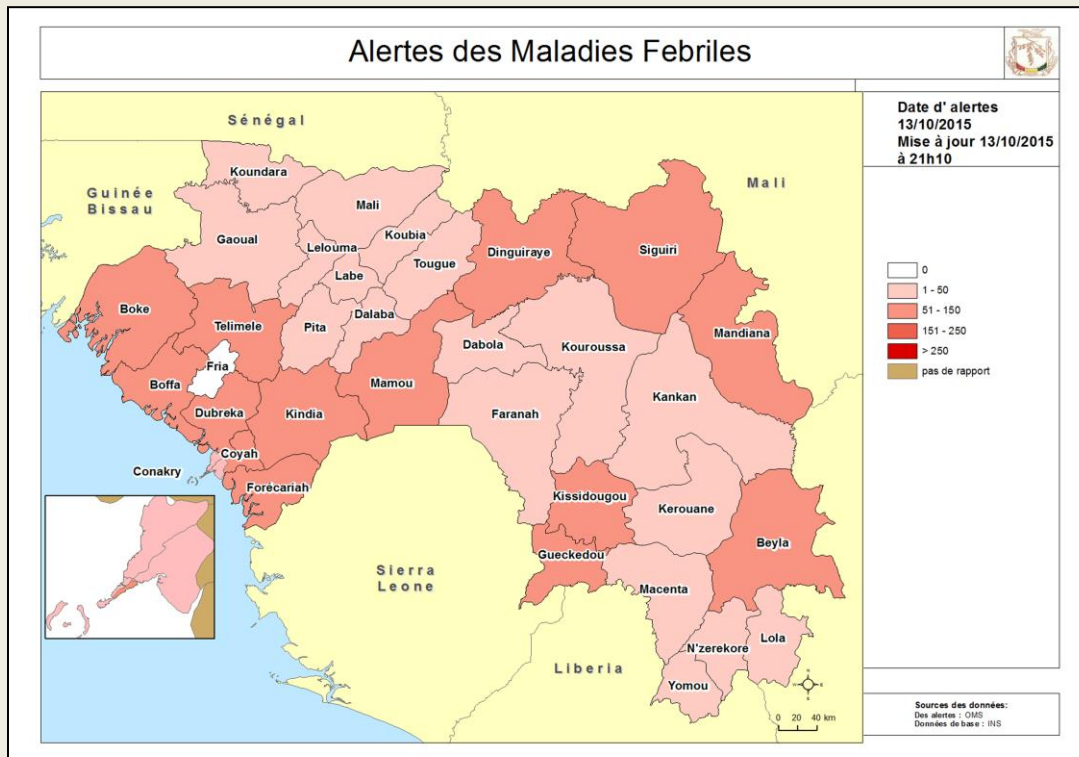 Alertes des Maladies Febriles
Date d' alertes
13/10/2015
Mise à jour 13/10/2015
à 21h10
0
1 - 50
51 - 150
151 - 250
> 250
pas de rapport
Sénégal
Guinée
Bissau
Mali
Koundara
Mali
Gaoual
Koubia
Lelouma
Tougue
Labe
Dinguiraye
Siguiri
Boke
Telimele
Pita
Dalaba
Mandiana
Dabola
Kouroussa
Fria
Boffa
Mamou
Kankan
Dubreka
Kindia
Faranah
Coyah
Conakry
Forécariah
Kissidougou
Kerouane
Beyla
Gueckedou
Sierra
Leone
Macenta
Lola
N'zerekoré
Liberia
Yomou
N
W
E
S
0 20 40 km
Sources des données:
Des alertes : OMS
Données de base : INS